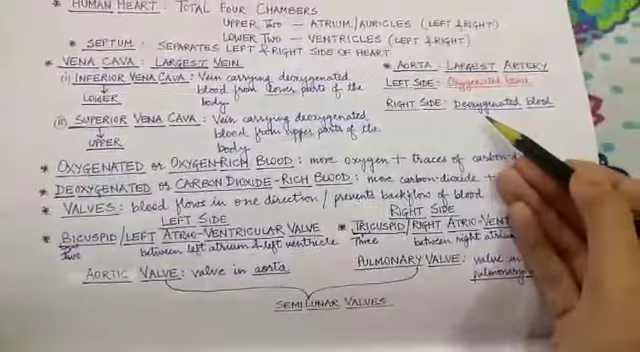 * HUMAN HEART: TOTAL FOUR CHAMBERS
UPPER TWO – ATRIUM/AURICLES (LEFT & RIGHT)
LOWER TWO – VENTRICLES (LEFT & RIGHT)
* SEPTUM: SEPARATES LEFT & RIGHT SIDE OF HEART
* VENA CAVA: LARGEST VEIN
(i) INFERIOR VENA CAVA: Vein carrying deoxygenated
LOWER blood from lower parts of the
body
(ii) SUPERIOR VENA CAVA: Vein carrying deoxygenated
UPPER blood from upper parts of the
body
* AORTA: LARGEST ARTERY
LEFT SIDE: Oxygenated blood
RIGHT SIDE: Deoxygenated blood
* OXYGENATED or OXYGEN-RICH BLOOD: more oxygen + traces of carbon-d
* DEOXYGENATED or CARBON DIOXIDE-RICH BLOOD: more carbon-dioxide +
* VALVES: blood flows in one direction/prevents backflow of blood
LEFT SIDE
* BICUSPID/LEFT ATRIO-VENTRICULAR VALVE
Two between left atrium & left ventricle
AORTIC VALVE: valve in aorta
RIGHT SIDE
* TRICUSPID/RIGHT ATRIO-VENT
Three between right atrium
PULMONARY VALVE: valve in
pulmonary
SEMILUNAR VALVES